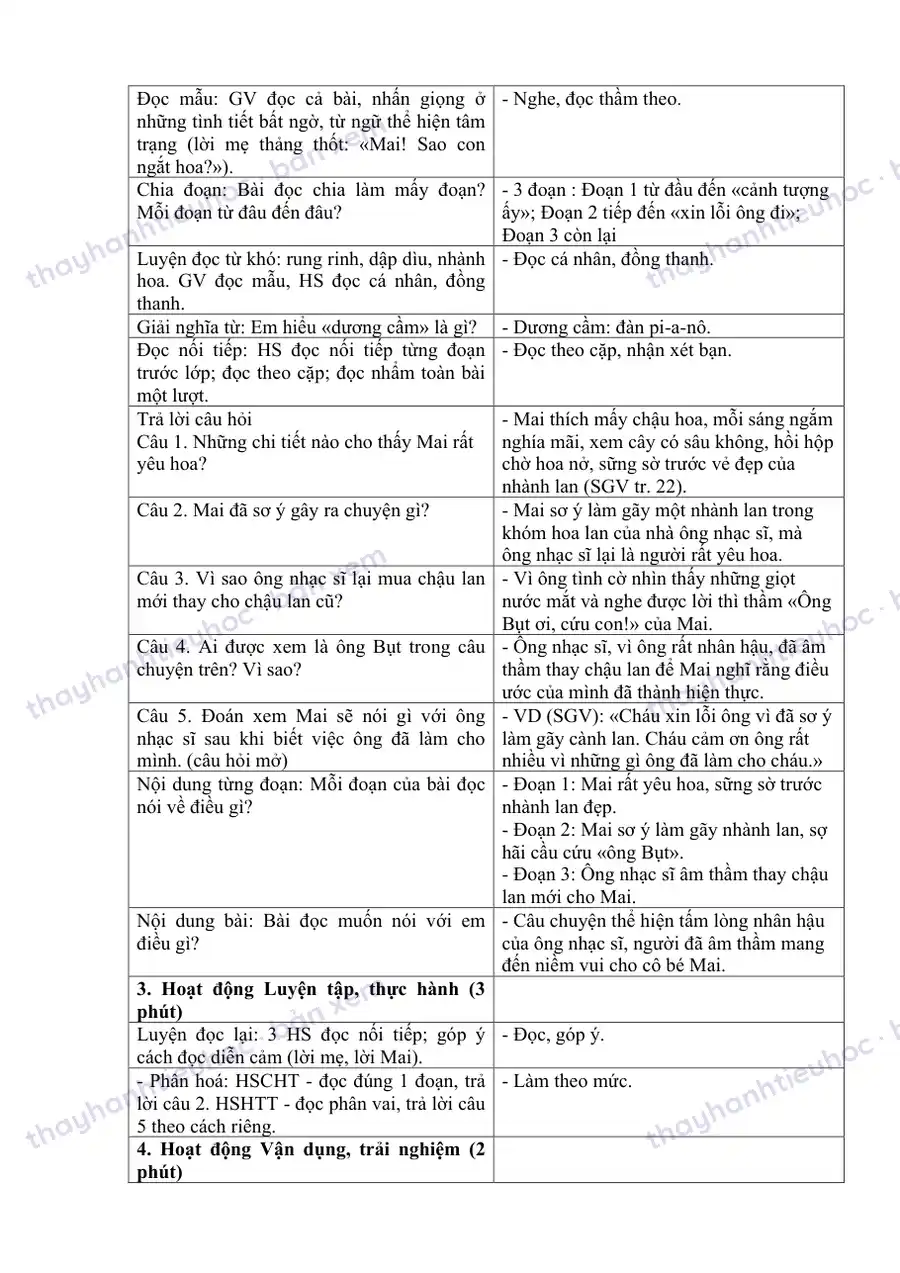 Đọc mẫu: GV đọc cả bài, nhấn giọng ở
những tình tiết bất ngờ, từ ngữ thể hiện tâm
trạng (lời mẹ thảng thốt: «Mai! Sao con
ngắt hoa?»).
- Nghe, đọc thầm theo.
Chia đoạn: Bài đọc chia làm mấy đoạn?
Mỗi đoạn từ đâu đến đâu?
- 3 đoạn : Đoạn 1 từ đầu đến «cảnh tượng
ấy»; Đoạn 2 tiếp đến «xin lỗi ông đi»;
Đoạn 3 còn lại
Luyện đọc từ khó: rung rinh, dập dìu, nhành
hoa. GV đọc mẫu, HS đọc cá nhân, đồng
thanh.
- Đọc cá nhân, đồng thanh.
Giải nghĩa từ: Em hiểu «dương cầm» là gì?
- Dương cầm: đàn pi-a-nô.
Đọc nối tiếp: HS đọc nối tiếp từng đoạn
trước lớp; đọc theo cặp; đọc nhẩm toàn bài
một lượt.
- Đọc theo cặp, nhận xét bạn.
Trả lời câu hỏi
Câu 1. Những chi tiết nào cho thấy Mai rất
yêu hoa?
- Mai thích mấy chậu hoa, mỗi sáng ngắm
nghía mãi, xem cây có sâu không, hồi hộp
chờ hoa nở, sững sờ trước vẻ đẹp của
nhành lan (SGV tr. 22).
Câu 2. Mai đã sơ ý gây ra chuyện gì?
- Mai sơ ý làm gãy một nhành lan trong
khóm hoa lan của nhà ông nhạc sĩ, mà
ông nhạc sĩ lại là người rất yêu hoa.
Câu 3. Vì sao ông nhạc sĩ lại mua chậu lan
mới thay cho chậu lan cũ?
- Vì ông tình cờ nhìn thấy những giọt
nước mắt và nghe được lời thì thầm «Ông
Bụt ơi, cứu con!» của Mai.
Câu 4. Ai được xem là ông Bụt trong câu
chuyện trên? Vì sao?
- Ông nhạc sĩ, vì ông rất nhân hậu, đã âm
thầm thay chậu lan để Mai nghĩ rằng điều
ước của mình đã thành hiện thực.
Câu 5. Đoán xem Mai sẽ nói gì với ông
nhạc sĩ sau khi biết việc ông đã làm cho
mình. (câu hỏi mở)
- VD (SGV): «Cháu xin lỗi ông vì đã sơ ý
làm gãy cành lan. Cháu cảm ơn ông rất
nhiều vì những gì ông đã làm cho cháu.»
Nội dung từng đoạn: Mỗi đoạn của bài đọc
nói về điều gì?
- Đoạn 1: Mai rất yêu hoa, sững sờ trước
nhành lan đẹp.
- Đoạn 2: Mai sơ ý làm gãy nhành lan, sợ
hãi cầu cứu «ông Bụt».
- Đoạn 3: Ông nhạc sĩ âm thầm thay chậu
lan mới cho Mai.
Nội dung bài: Bài đọc muốn nói với em
điều gì?
- Câu chuyện thể hiện tấm lòng nhân hậu
của ông nhạc sĩ, người đã âm thầm mang
đến niềm vui cho cô bé Mai.
3. Hoạt động Luyện tập, thực hành (3
phút)
Luyện đọc lại: 3 HS đọc nối tiếp; góp ý
cách đọc diễn cảm (lời mẹ, lời Mai).
- Đọc, góp ý.
- Phân hoá: HSCHT - đọc đúng 1 đoạn, trả
lời câu 2. HSHTT - đọc phân vai, trả lời câu
5 theo cách riêng.
- Làm theo mức.
4. Hoạt động Vận dụng, trải nghiệm (2
phút)
thayhanhtieuhoc · bản xem
thayhanhtieuhoc · b
thayhanhtieuhoc · bản xem
thayhanhtieuhoc · b
thayhanhtieuhoc · bản xem
thayhanhtieuhoc · b